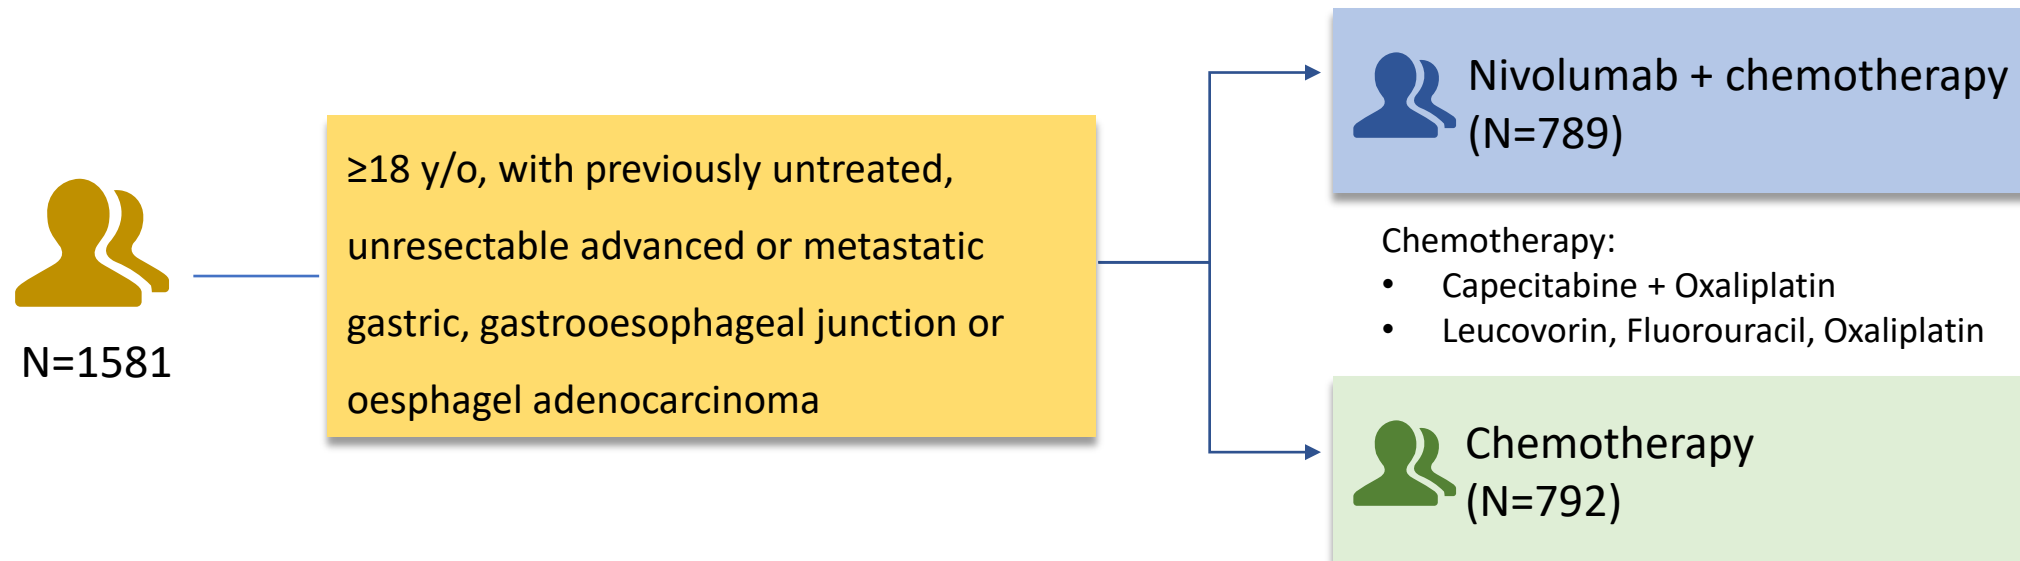 N=1581
≥18 y/o, with previously untreated,
unresectable advanced or metastatic
gastric, gastrooesophageal junction or
oesphagel adenocarcinoma
Nivolumab + chemotherapy
(N=789)
Chemotherapy:
• Capecitabine + Oxaliplatin
• Leucovorin, Fluorouracil, Oxaliplatin
Chemotherapy
(N=792)